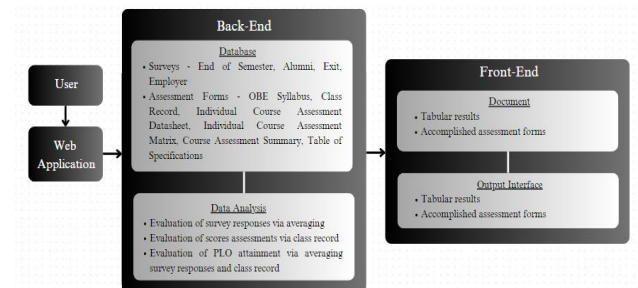 User
Web
Application
Back-End
Database
• Surveys - End of Semester, Alumni, Exit,
Employer
• Assessment Forms - OBE Syllabus, Class
Record, Individual Course Assessment
Datasheet, Individual Course Assessment
Matrix, Course Assessment Summary, Table of
Specifications
Data Analysis
• Evaluation of survey responses via averaging
• Evaluation of scores assessments via class record
• Evaluation of PLO attainment via averaging
survey responses and class record
Front-End
Document
• Tabular results
• Accomplished assessment forms
Output Interface
• Tabular results
• Accomplished assessment forms